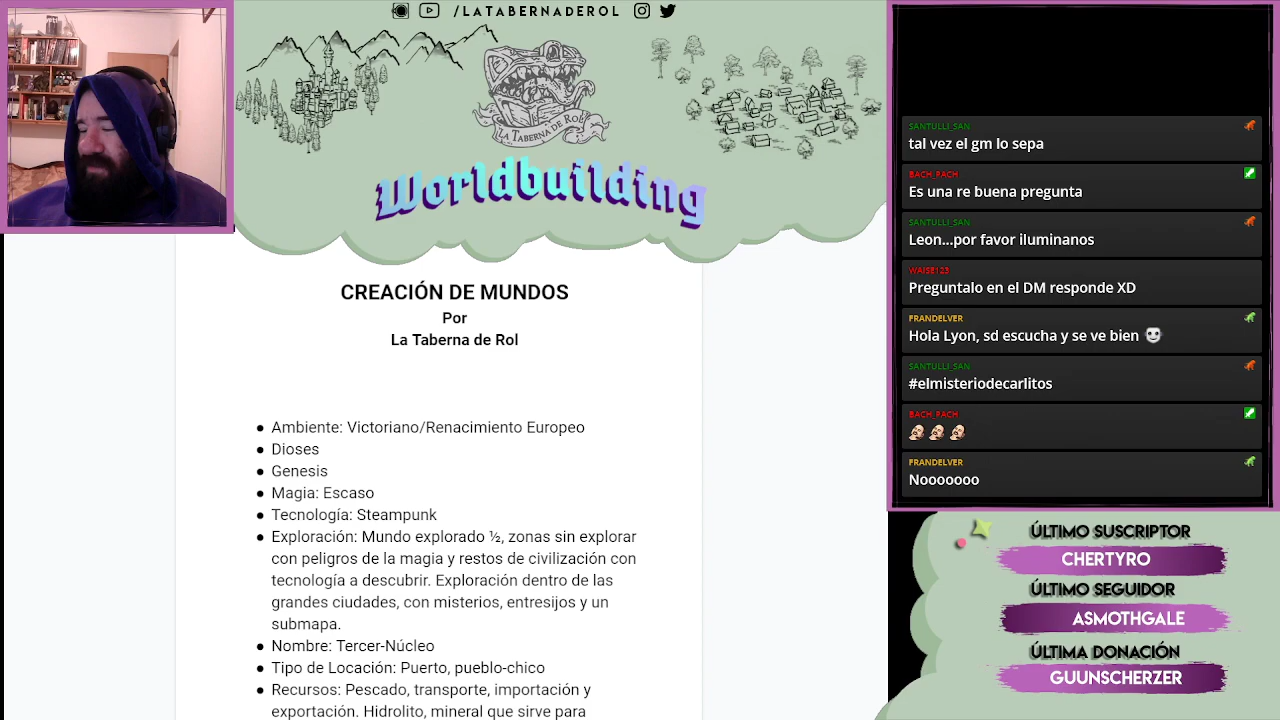 /LATABERNADEROL
LA TABERNA DE ROL
Worldbuilding
CREACIÓN DE MUNDOS
Por
La Taberna de Rol
● Ambiente: Victoriano/Renacimiento Europeo
● Dioses
● Genesis
● Magia: Escaso
● Tecnología: Steampunk
● Exploración: Mundo explorado ½, zonas sin explorar
con peligros de la magia y restos de civilización con
tecnología a descubrir. Exploración dentro de las
grandes ciudades, con misterios, entresijos y un
submapa.
● Nombre: Tercer-Núcleo
● Tipo de Locación: Puerto, pueblo-chico
● Recursos: Pescado, transporte, importación y
exportación. Hidrolito, mineral que sirve para
SANTULLI_SAN
tal vez el gm lo sepa
BACH_PACH
Es una re buena pregunta
SANTULLI_SAN
Leon...por favor iluminanos
WAISE123
Preguntalo en el DM responde XD
FRANDELVER
Hola Lyon, sd escucha y se ve bien
SANTULLI_SAN
#elmisteriodecarlitos
BACH_PACH
FRANDELVER
Nooooooo
ÚLTIMO SUSCRIPTOR
CHERTYRO
ÚLTIMO SEGUIDOR
ASMOTHGALE
ÚLTIMA DONACIÓN
GUUNSCHERZER